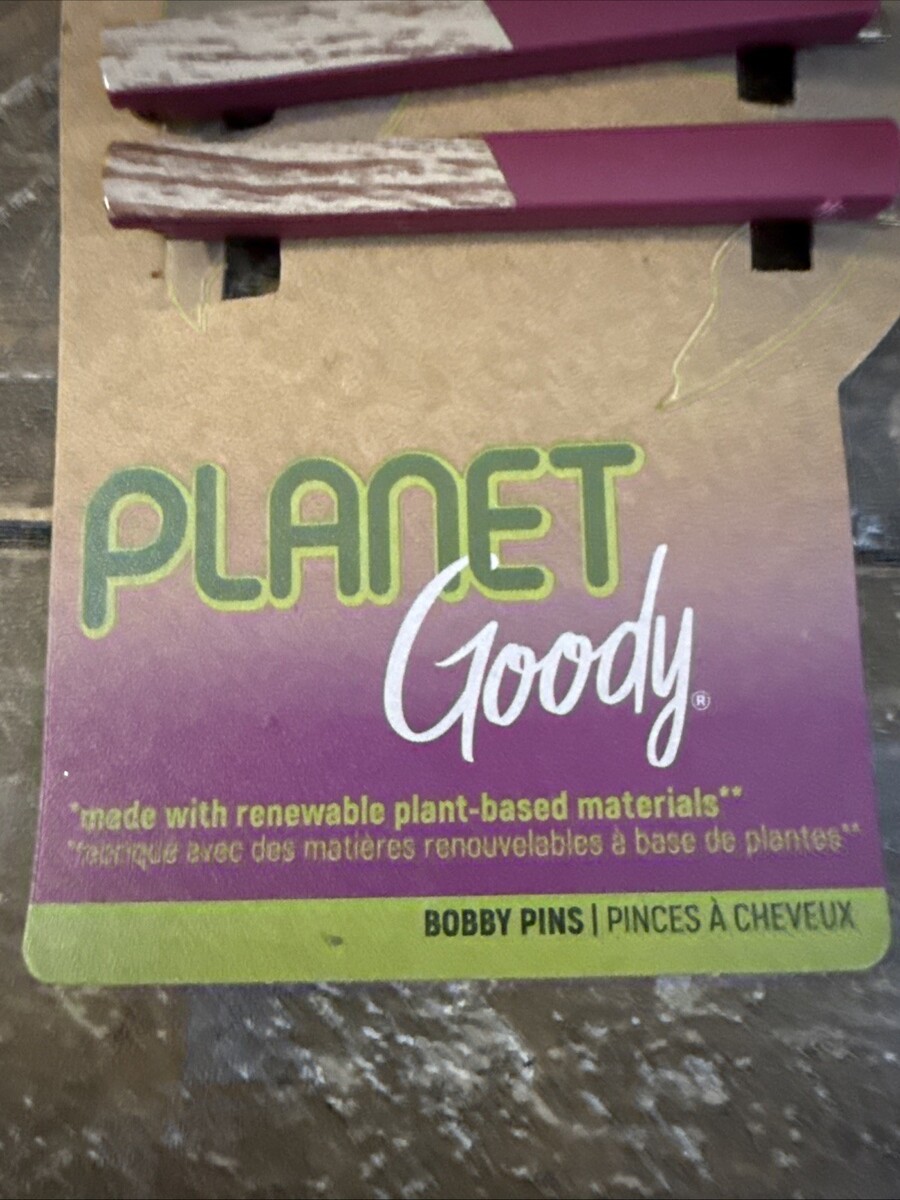 PLANET
Goody®
*made with renewable plant-based materials**
*fabriqué avec des matières renouvelables à base de plantes**
BOBBY PINS | PINCES À CHEVEUX